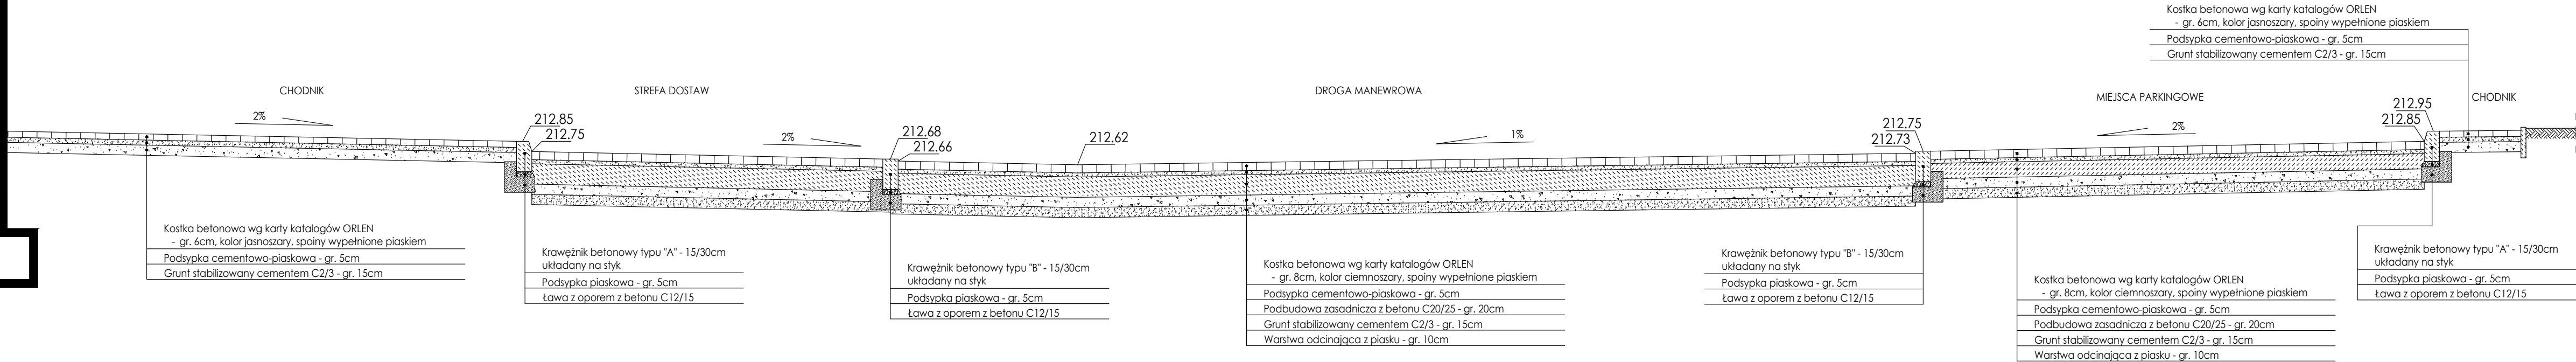 Kostka betonowa wg karty katalogów ORLEN
- gr. 6cm, kolor jasnoszary, spoiny wypełnione piaskiem
Podsypka cementowo-piaskowa - gr. 5cm
Grunt stabilizowany cementem C2/3 - gr. 15cm
CHODNIK
STREFA DOSTAW
DROGA MANEWROWA
MIEJSCA PARKINGOWE
CHODNIK
2%
212.85
212.75
2%
212.68
212.66
212.62
1%
212.75
212.73
2%
212.95
212.85
Kostka betonowa wg karty katalogów ORLEN
- gr. 6cm, kolor jasnoszary, spoiny wypełnione piaskiem
Podsypka cementowo-piaskowa - gr. 5cm
Grunt stabilizowany cementem C2/3 - gr. 15cm
Krawężnik betonowy typu "A" - 15/30cm
układany na styk
Podsypka piaskowa - gr. 5cm
Ława z oporem z betonu C12/15
Krawężnik betonowy typu "B" - 15/30cm
układany na styk
Podsypka piaskowa - gr. 5cm
Ława z oporem z betonu C12/15
Kostka betonowa wg karty katalogów ORLEN
- gr. 8cm, kolor ciemnoszary, spoiny wypełnione piaskiem
Podsypka cementowo-piaskowa - gr. 5cm
Podbudowa zasadnicza z betonu C20/25 - gr. 20cm
Grunt stabilizowany cementem C2/3 - gr. 15cm
Warstwa odcinająca z piasku - gr. 10cm
Krawężnik betonowy typu "B" - 15/30cm
układany na styk
Podsypka piaskowa - gr. 5cm
Ława z oporem z betonu C12/15
Kostka betonowa wg karty katalogów ORLEN
- gr. 8cm, kolor ciemnoszary, spoiny wypełnione piaskiem
Podsypka cementowo-piaskowa - gr. 5cm
Podbudowa zasadnicza z betonu C20/25 - gr. 20cm
Grunt stabilizowany cementem C2/3 - gr. 15cm
Warstwa odcinająca z piasku - gr. 10cm
Krawężnik betonowy typu "A" - 15/30cm
układany na styk
Podsypka piaskowa - gr. 5cm
Ława z oporem z betonu C12/15